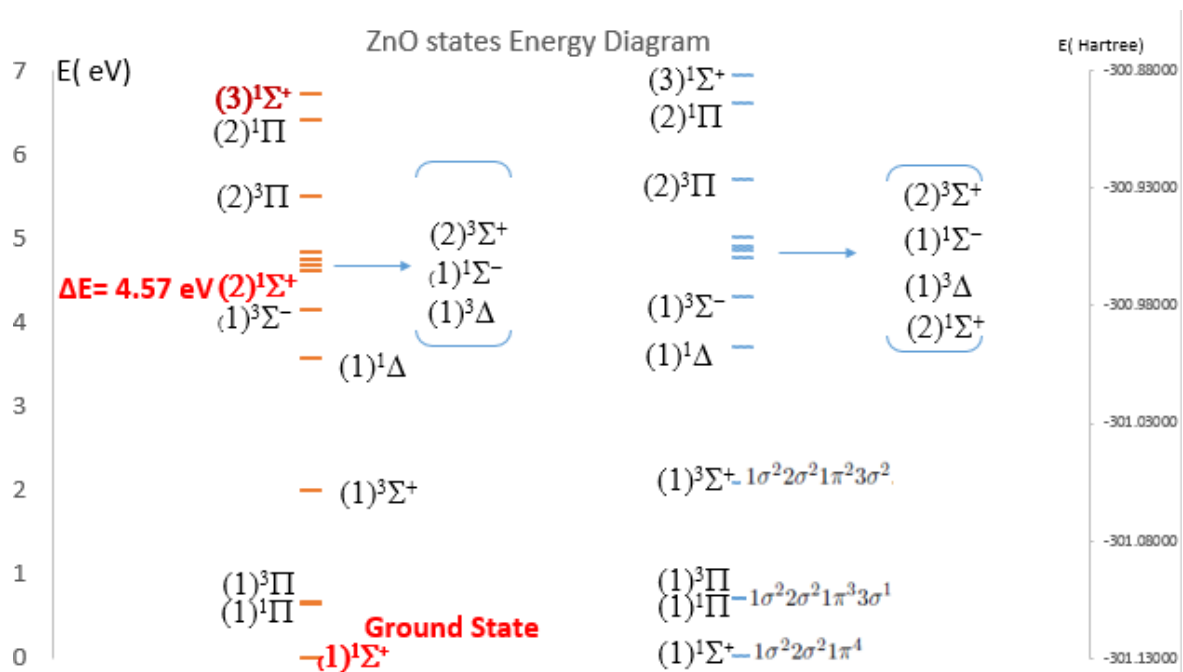 ZnO states Energy Diagram
E( eV)
E( Hartree)
7
6
5
4
3
2
1
0
(3)¹Σ⁺
(2)¹Π
(2)³Π
ΔE= 4.57 eV (2)¹Σ⁺
(1)³Σ⁻
(1)¹Δ
(1)³Σ⁺
(1)³Π
(1)¹Π
Ground State
(1)¹Σ⁺
(2)³Σ⁺
(1)¹Σ⁻
(1)³Δ
(3)¹Σ⁺
(2)¹Π
(2)³Π
(1)³Σ⁻
(1)¹Δ
(1)³Σ⁺ 1σ²2σ²1π²3σ²
(1)³Π
(1)¹Π 1σ²2σ²1π³3σ¹
(1)¹Σ⁺ 1σ²2σ²1π⁴
(2)³Σ⁺
(1)¹Σ⁻
(1)³Δ
(2)¹Σ⁺
-300.88000
-300.93000
-300.98000
-301.03000
-301.08000
-301.13000